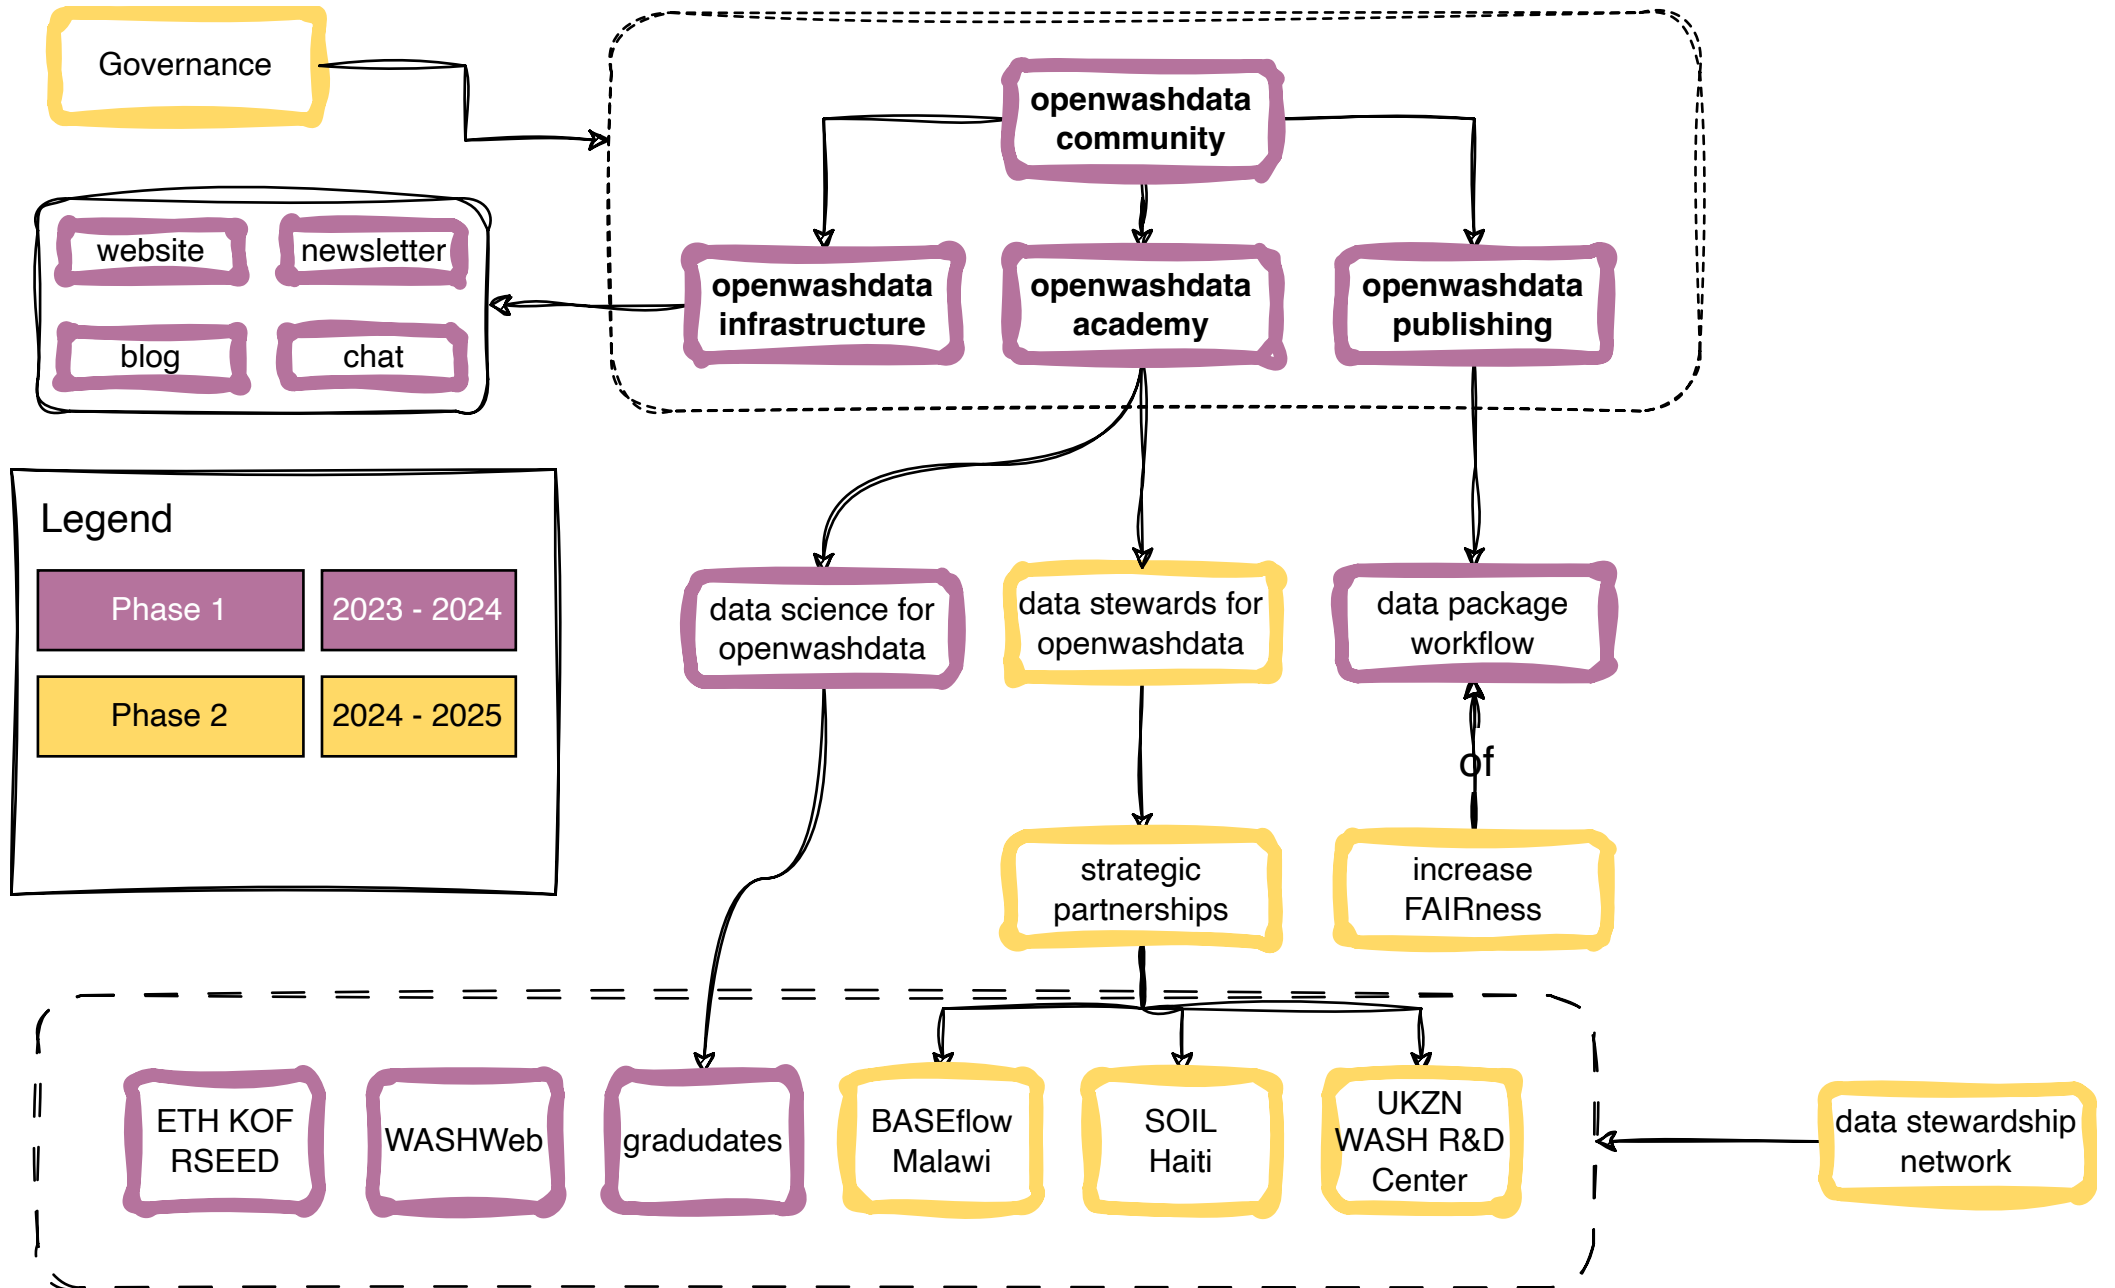 Governance
openwashdata
community
website
newsletter
blog
chat
openwashdata
infrastructure
openwashdata
academy
openwashdata
publishing
Legend
Phase 1
2023 - 2024
Phase 2
2024 - 2025
data science for
openwashdata
data stewards for
openwashdata
data package
workflow
of
strategic
partnerships
increase
FAIRness
ETH KOF
RSEED
WASHWeb
gradudates
BASEflow
Malawi
SOIL
Haiti
UKZN
WASH R&D
Center
data stewardship
network